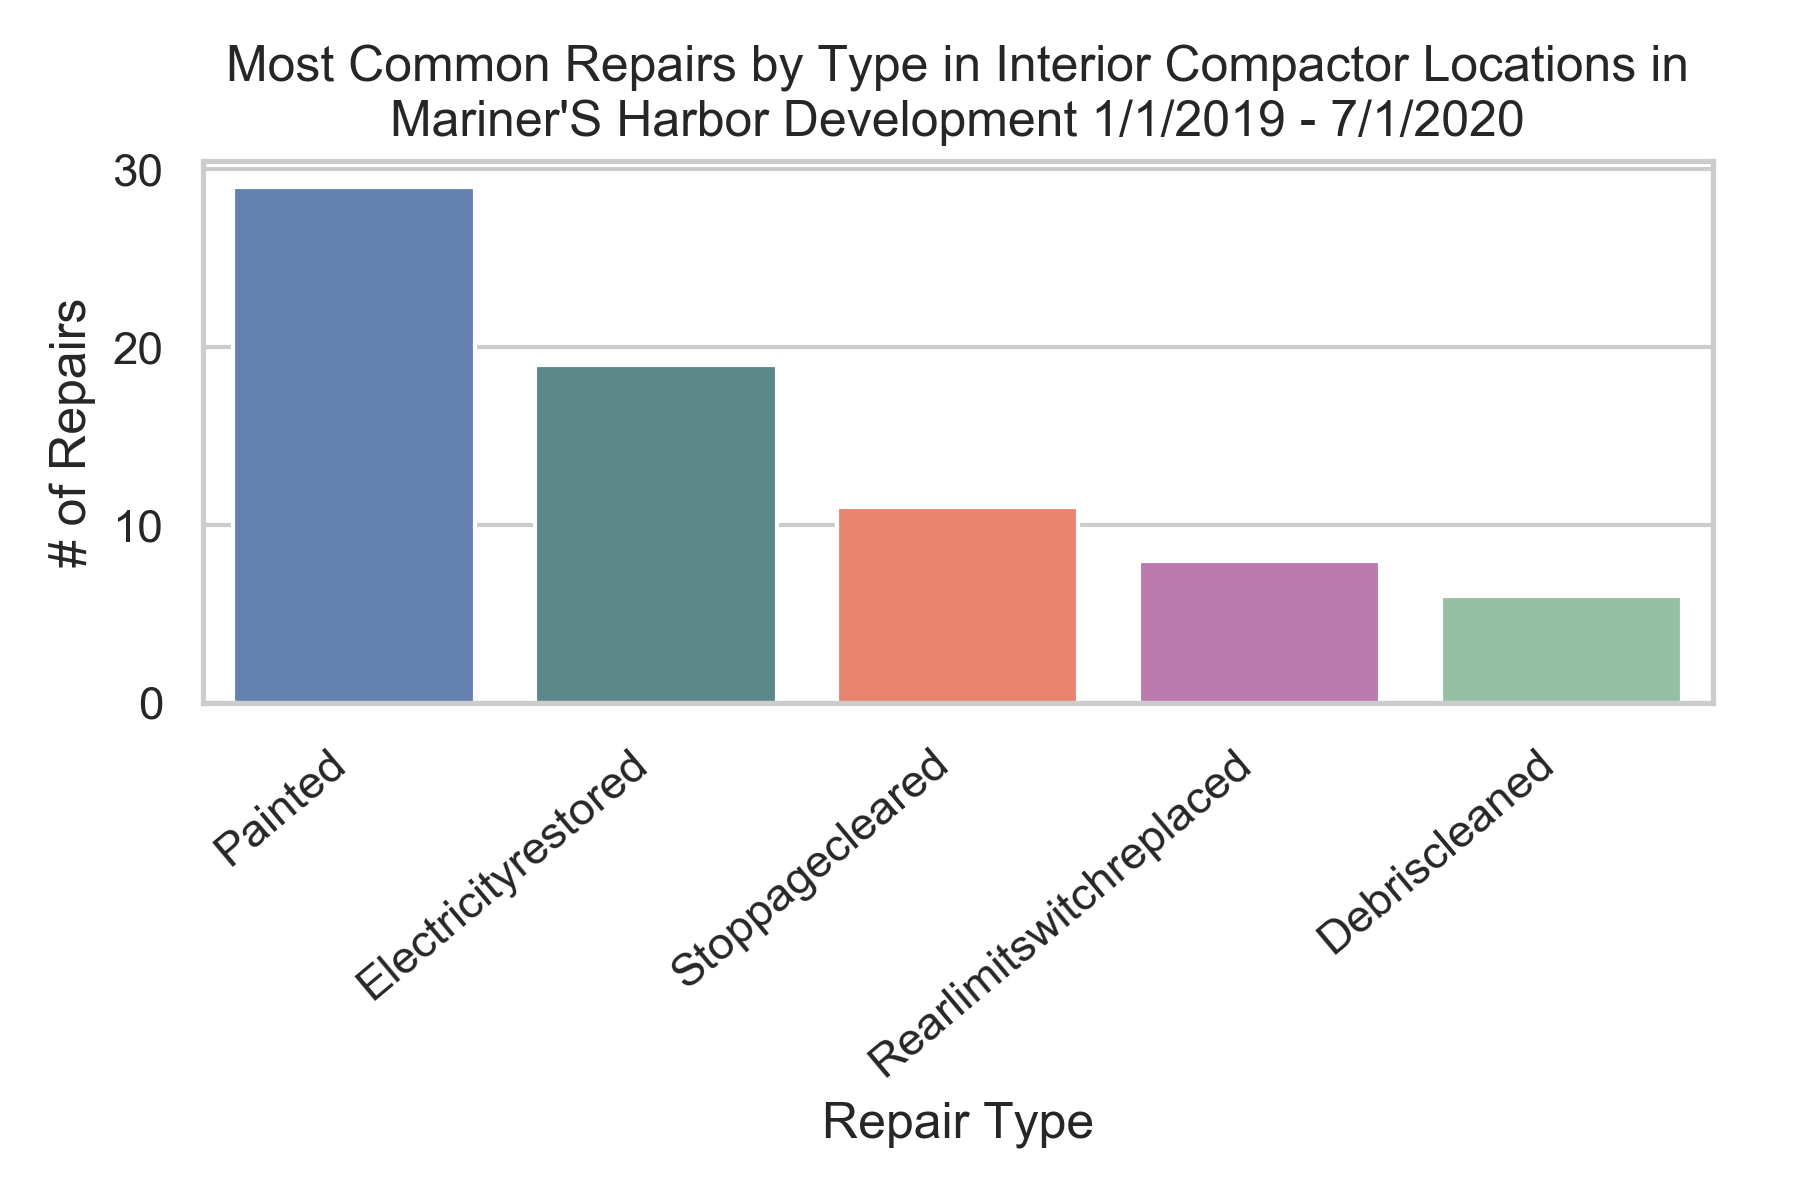 Most Common Repairs by Type in Interior Compactor Locations in
Mariner'S Harbor Development 1/1/2019 - 7/1/2020
30
20
10
0
# of Repairs
Painted
Electricityrestored
Stoppagecleared
Rearlimitswitchreplaced
Debriscleaned
Repair Type